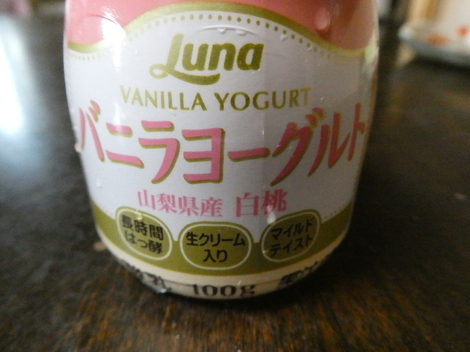 Luna
VANILLA YOGURT
バニラヨーグルト
山梨県産 白桃
長時間
はっ酵
生クリーム
入り
マイルド
テイスト
100g